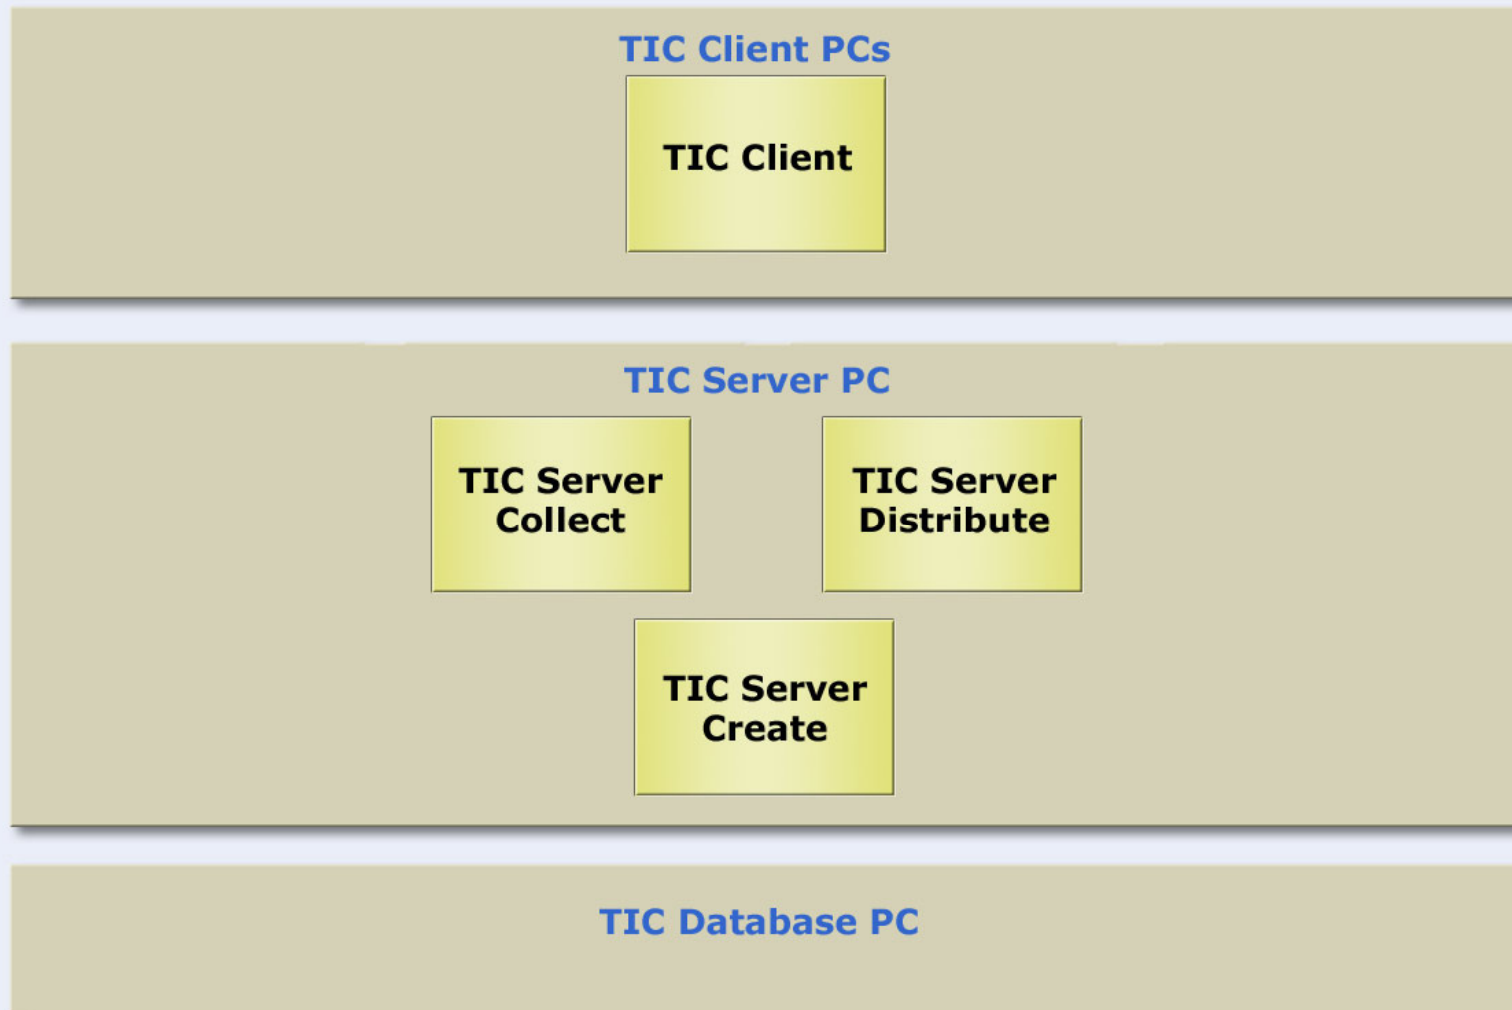 TIC Client PCs
TIC Client
TIC Server PC
TIC Server
Collect
TIC Server
Distribute
TIC Server
Create
TIC Database PC